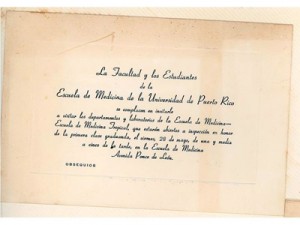 La Facultad y los Estudiantes
de la
Escuela de Medicina de la Universidad de Puerto Rico
se complacen en invitarle
a visitar los departamentos y laboratorios de la Escuela de Medicina—
Escuela de Medicina Tropical, que estarán abiertos a inspección en honor
de la primera clase graduanda, el viernes, 28 de mayo, de una y media
a cinco de la tarde, en la Escuela de Medicina
Avenida Ponce de León.
OBSEQUIOS